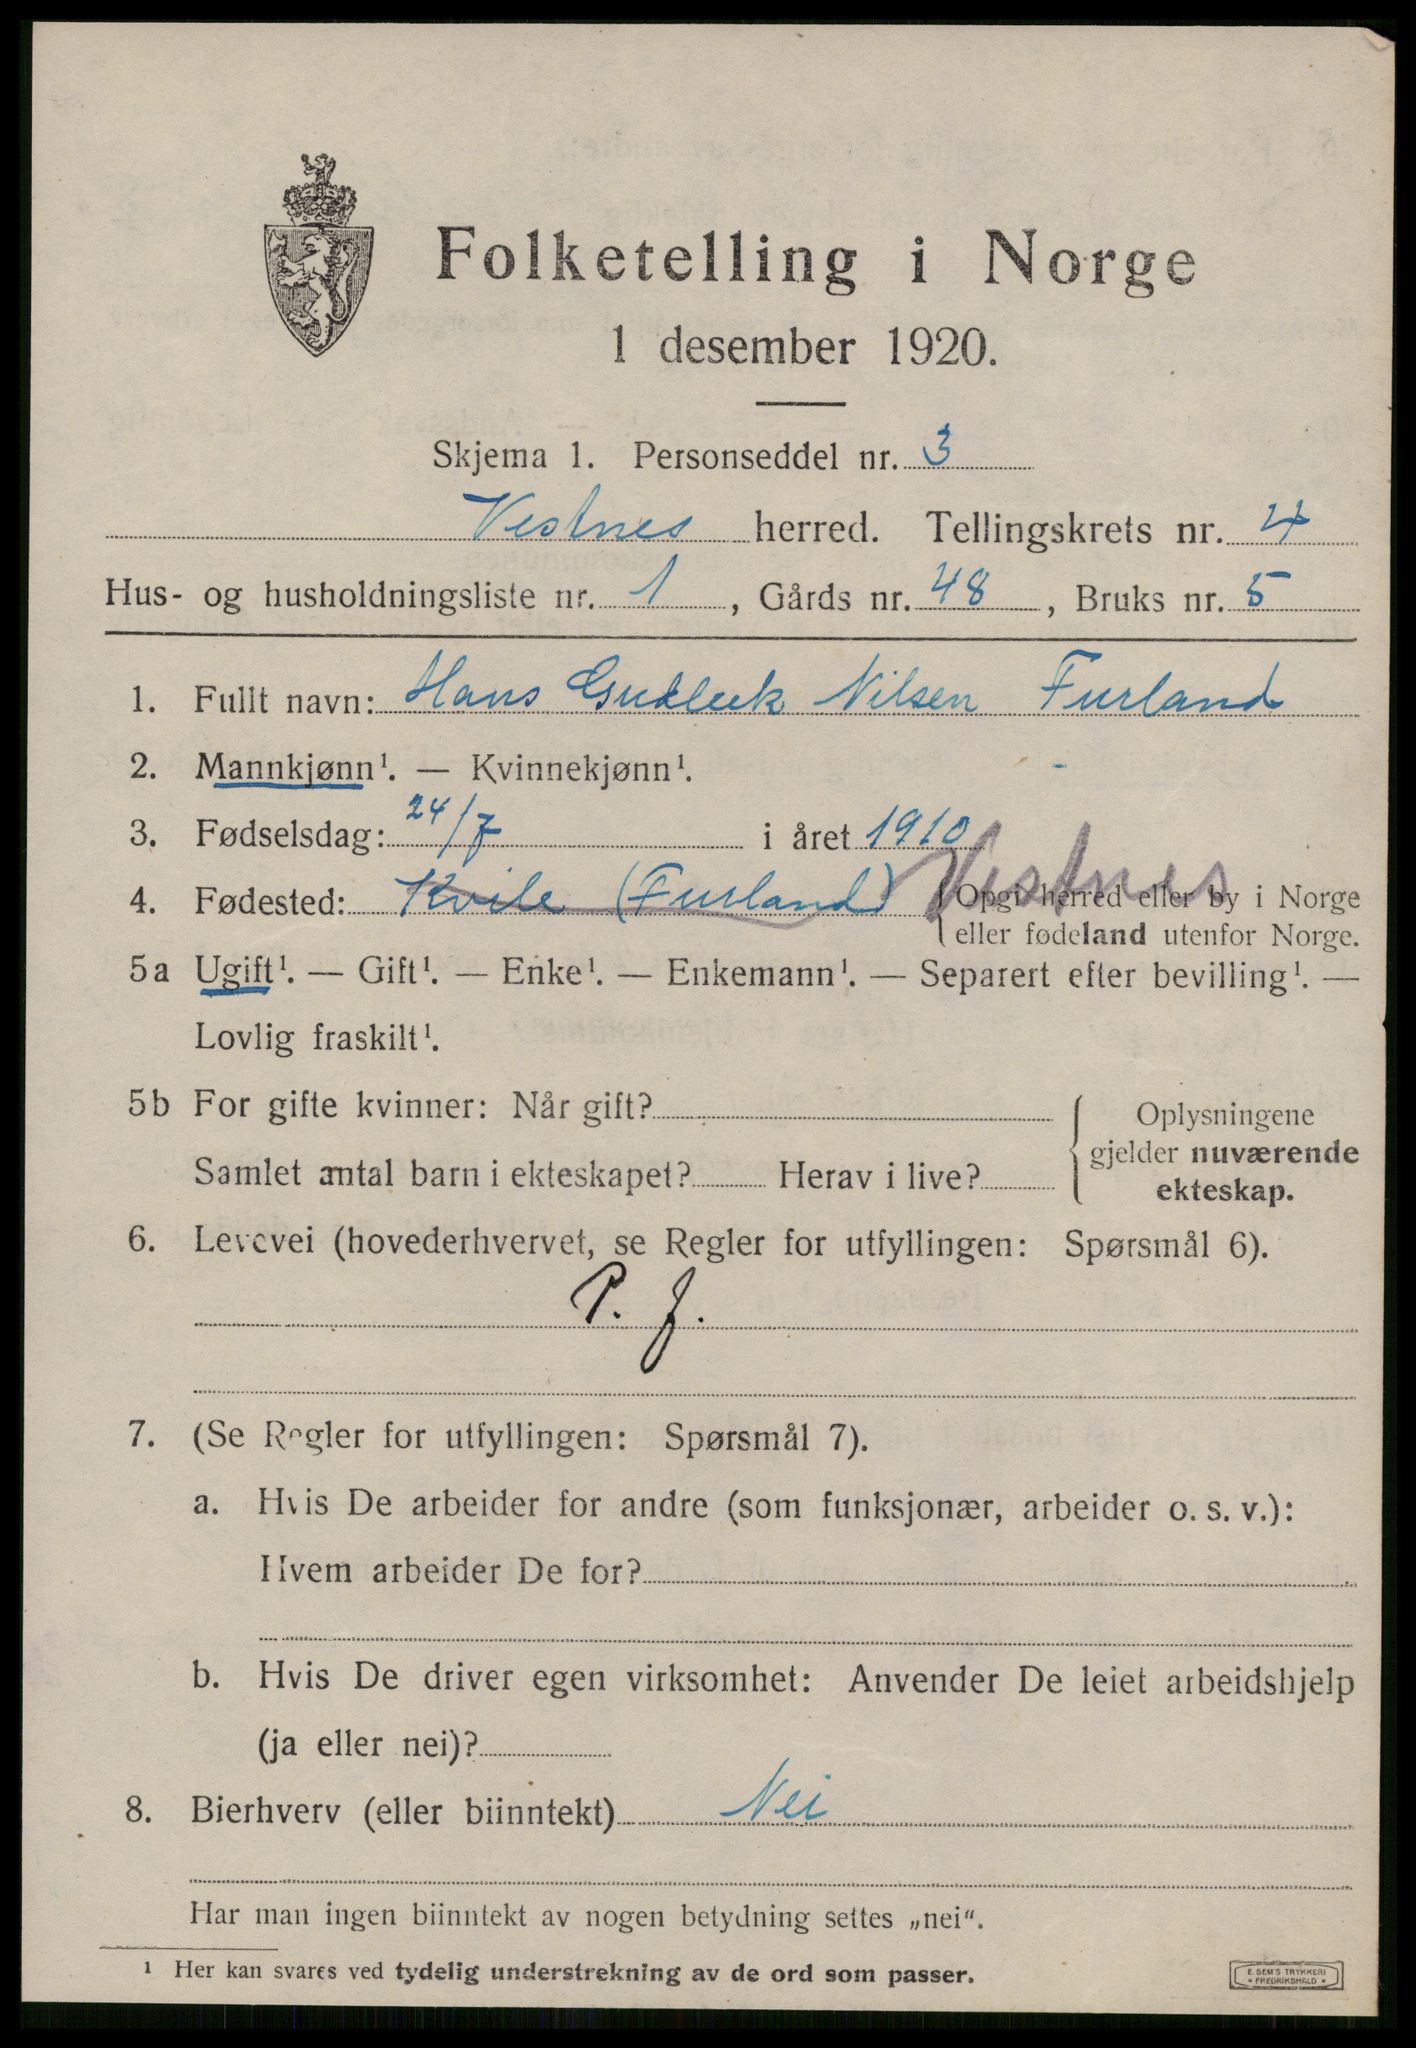 Folketelling i Norge
1 desember 1920.
Skjema 1. Personseddel nr. 3
Vestnes herred. Tellingskrets nr. 4
Hus- og husholdningsliste nr. 1, Gårds nr. 48, Bruks nr. 5
1. Fullt navn: Hans Gudleik Nilsen Furland
2. Mannkjønn¹. — Kvinnekjønn¹.
3. Fødselsdag: 24/7 i året 1910
4. Fødested: Kvile (Furland) Vestnes {Opgi herred eller by i Norge
eller fødeland utenfor Norge.
5a Ugift¹. — Gift¹. — Enke¹. — Enkemann¹. — Separert efter bevilling¹. —
Lovlig fraskilt¹.
5b For gifte kvinner: Når gift?
Samlet antal barn i ekteskapet? Herav i live?
Oplysningene
gjelder nuværende
ekteskap.
6. Levevei (hovederhvervet, se Regler for utfyllingen: Spørsmål 6).
P. f.
7. (Se Regler for utfyllingen: Spørsmål 7).
a. Hvis De arbeider for andre (som funksjonær, arbeider o. s. v.):
Hvem arbeider De for?
b. Hvis De driver egen virksomhet: Anvender De leiet arbeidshjelp
(ja eller nei)?
8. Bierhverv (eller biinntekt) Nei
Har man ingen biinntekt av nogen betydning settes „nei“.
¹ Her kan svares ved tydelig understrekning av de ord som passer.
E. SEM'S TRYKKERI
• FREDRIKSHALD •